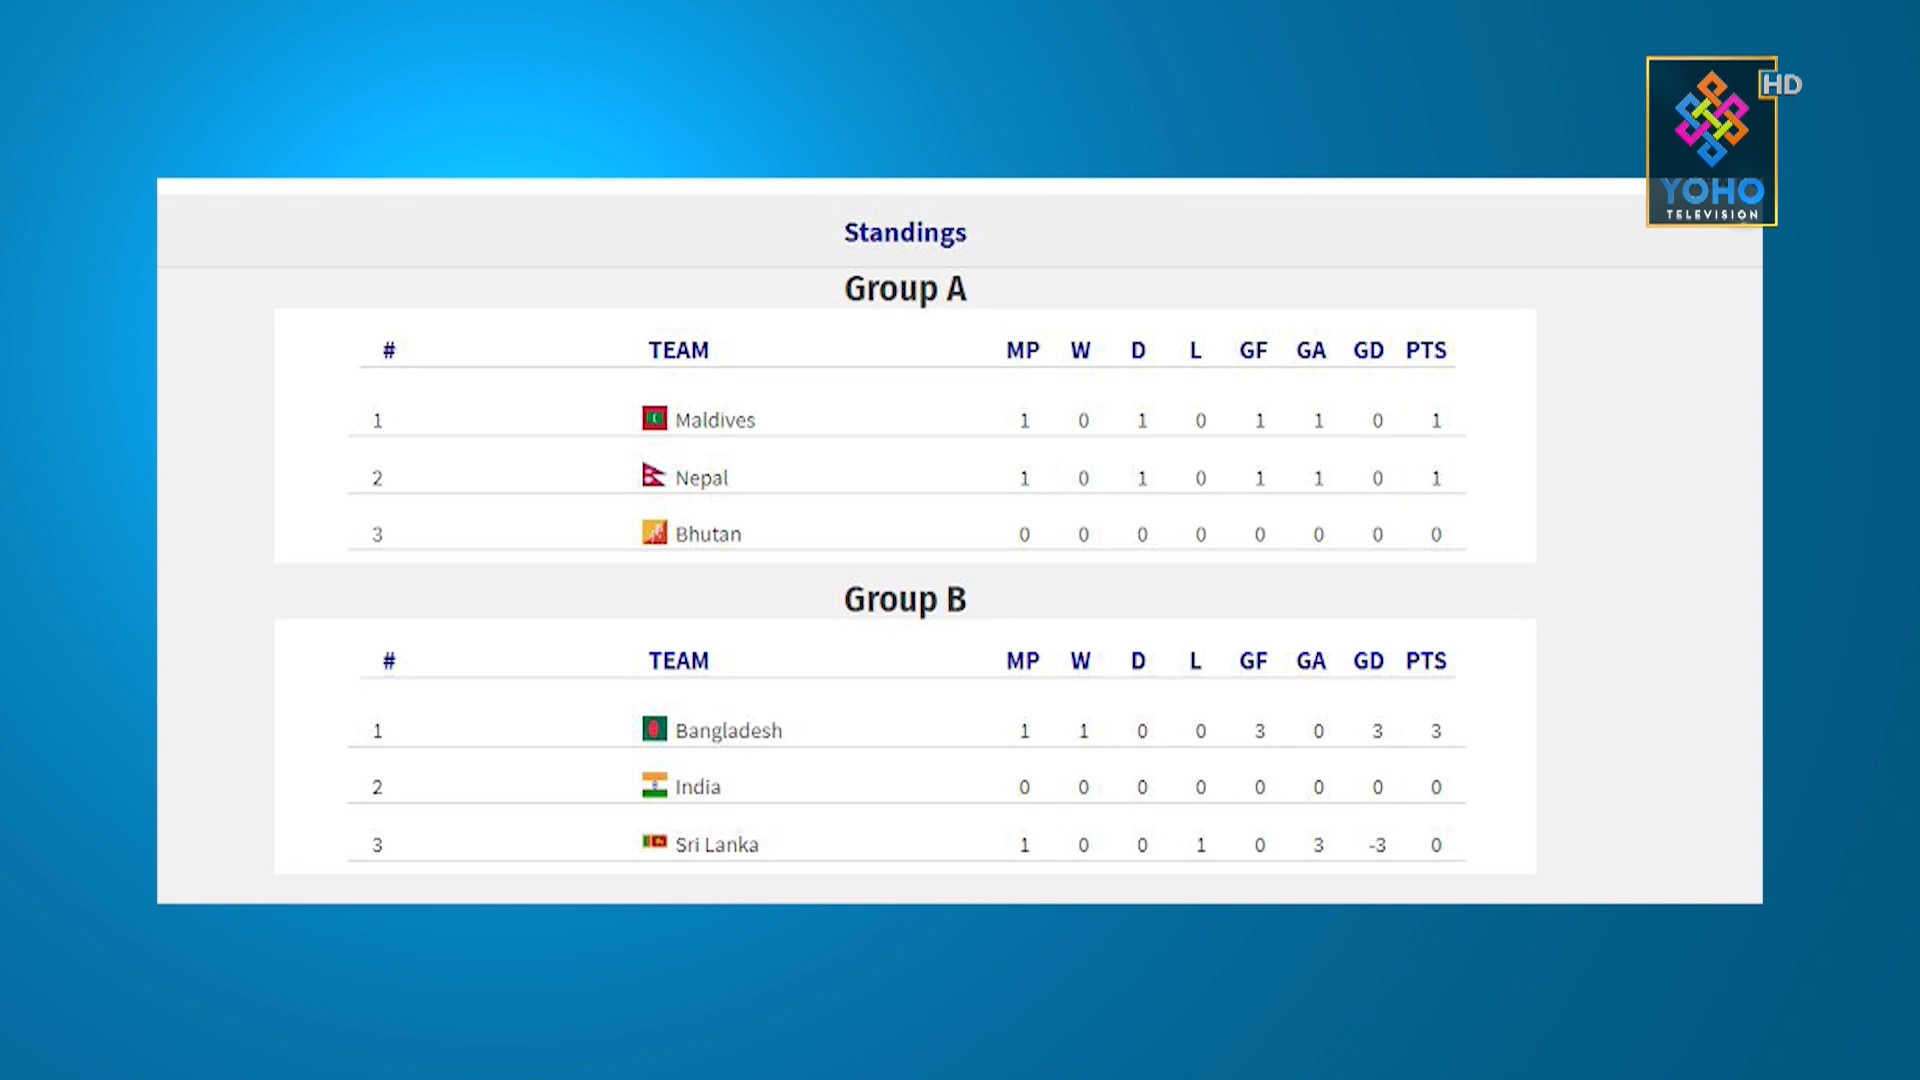 HD
YOHO
TELEVISION
Standings
Group A
# TEAM MP W D L GF GA GD PTS
1 Maldives 1 0 1 0 1 1 0 1
2 Nepal 1 0 1 0 1 1 0 1
3 Bhutan 0 0 0 0 0 0 0 0
Group B
# TEAM MP W D L GF GA GD PTS
1 Bangladesh 1 1 0 0 3 0 3 3
2 India 0 0 0 0 0 0 0 0
3 Sri Lanka 1 0 0 1 0 3 -3 0